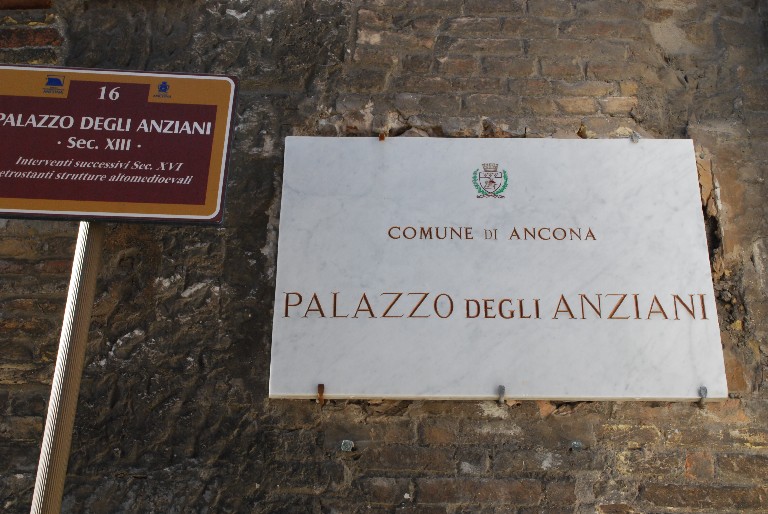 16
PALAZZO DEGLI ANZIANI
· SEC. XIII ·
Interventi successivi Sec. XVI
etrostanti strutture altomedioevali
COMUNE DI ANCONA
PALAZZO DEGLI ANZIANI